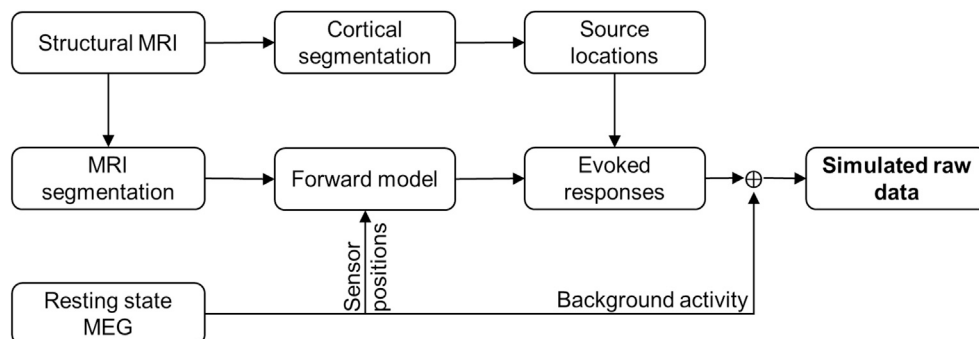 Structural MRI
Cortical
segmentation
Source
locations
MRI
segmentation
Forward model
Evoked
responses
Simulated raw
data
Sensor
positions
Resting state
MEG
Background activity